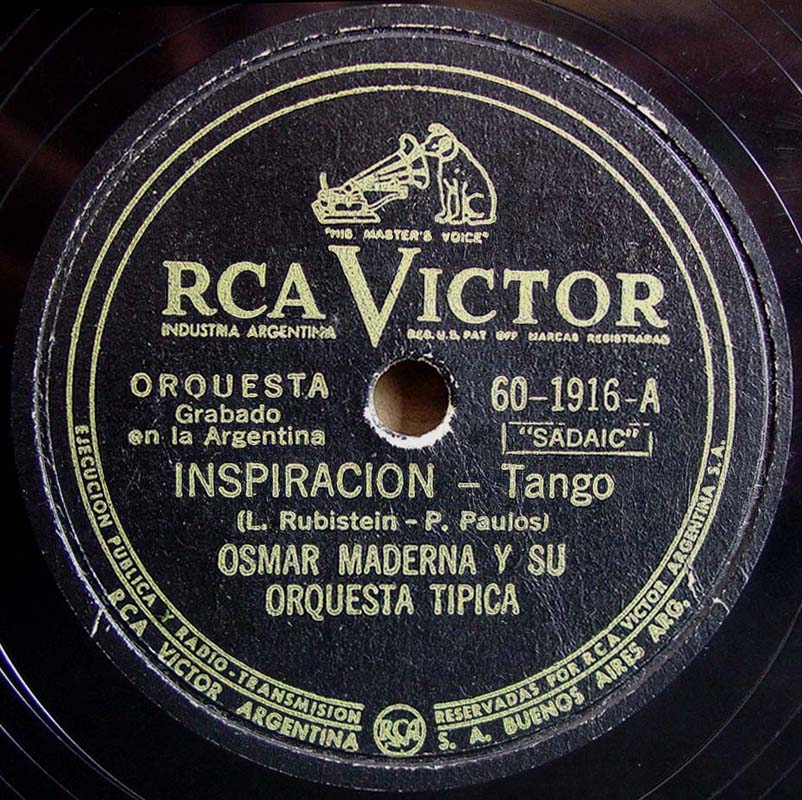 "HIS MASTER'S VOICE"
RCA VICTOR
INDUSTRIA ARGENTINA REG. U.S. PAT OFF MARCAS REGISTRADAS
ORQUESTA
Grabado
en la Argentina
60-1916-A
"SADAIC"
INSPIRACION - Tango
(L. Rubistein - P. Paulos)
OSMAR MADERNA Y SU
ORQUESTA TIPICA
EJECUCION PUBLICA Y RADIO-TRANSMISION RESERVADAS POR RCA VICTOR ARGENTINA S.A.
RCA VICTOR ARGENTINA S. A. BUENOS AIRES ARG.
RCA